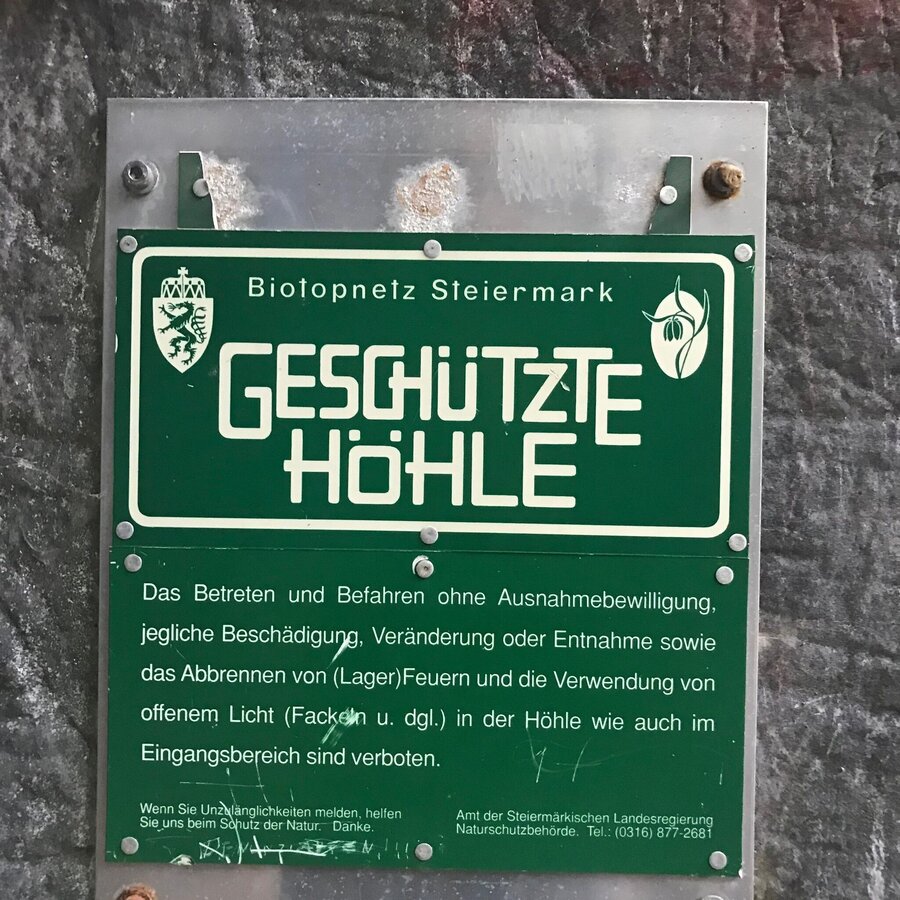 Biotopnetz Steiermark
GESCHÜTZTE
HÖHLE
Das Betreten und Befahren ohne Ausnahmebewilligung,
jegliche Beschädigung, Veränderung oder Entnahme sowie
das Abbrennen von (Lager)Feuern und die Verwendung von
offenem Licht (Fackeln u. dgl.) in der Höhle wie auch im
Eingangsbereich sind verboten.
Wenn Sie Unzulänglichkeiten melden, helfen
Sie uns beim Schutz der Natur. Danke.
Amt der Steiermärkischen Landesregierung
Naturschutzbehörde. Tel.: (0316) 877-2681